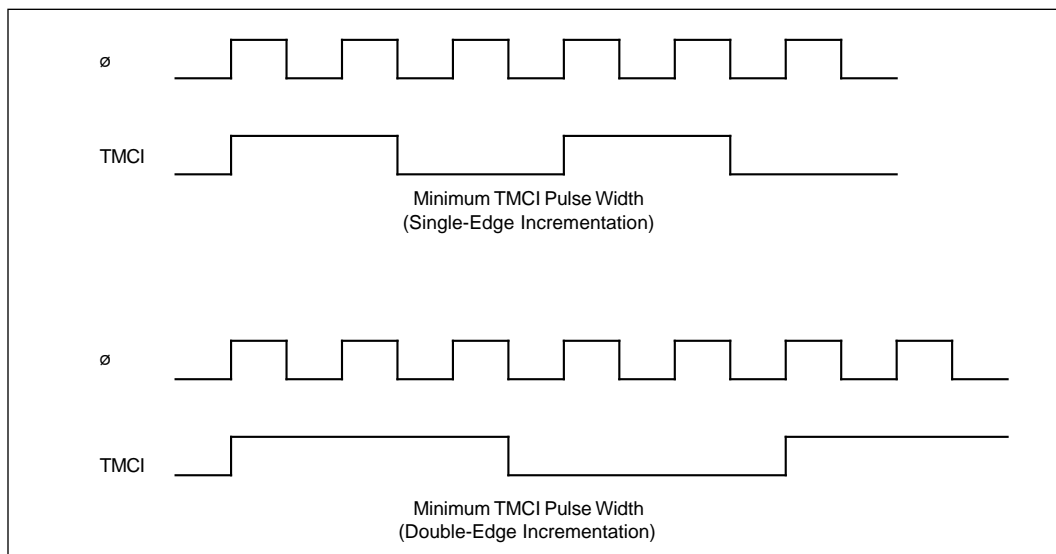 ø
TMCI
Minimum TMCI Pulse Width
(Single-Edge Incrementation)
ø
TMCI
Minimum TMCI Pulse Width
(Double-Edge Incrementation)